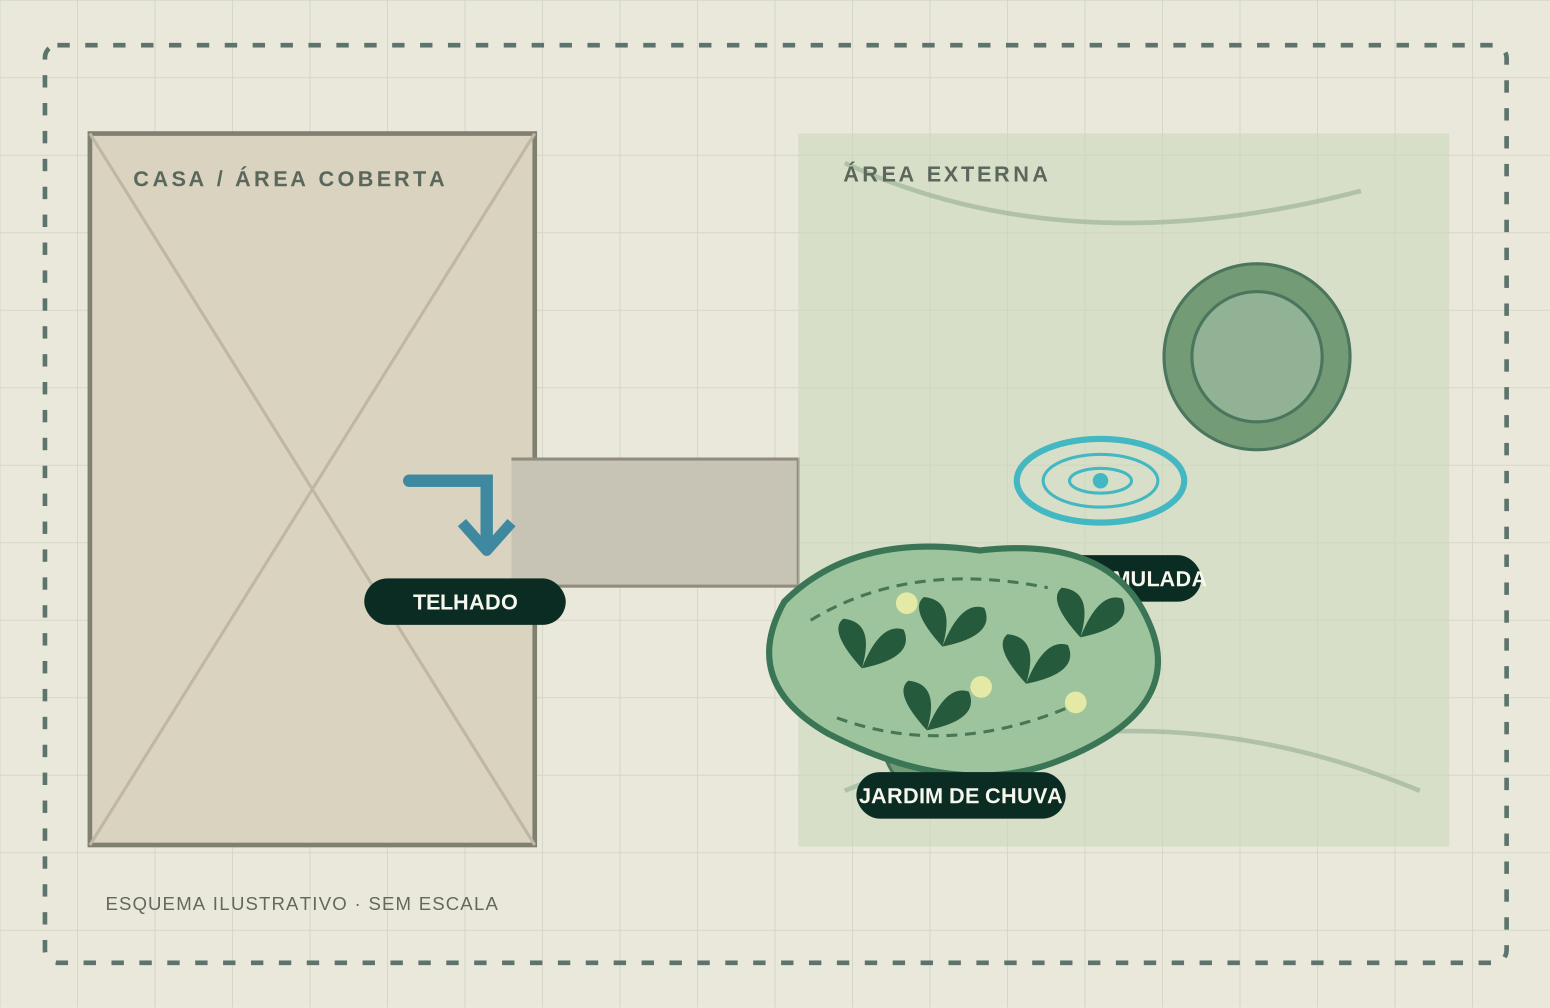 CASA / ÁREA COBERTA
ÁREA EXTERNA
MULADA
TELHADO
JARDIM DE CHUVA
ESQUEMA ILUSTRATIVO · SEM ESCALA